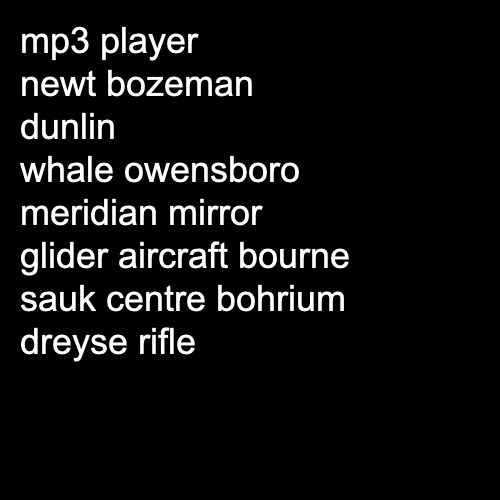 mp3 player
newt bozeman
dunlin
whale owensboro
meridian mirror
glider aircraft bourne
sauk centre bohrium
dreyse rifle